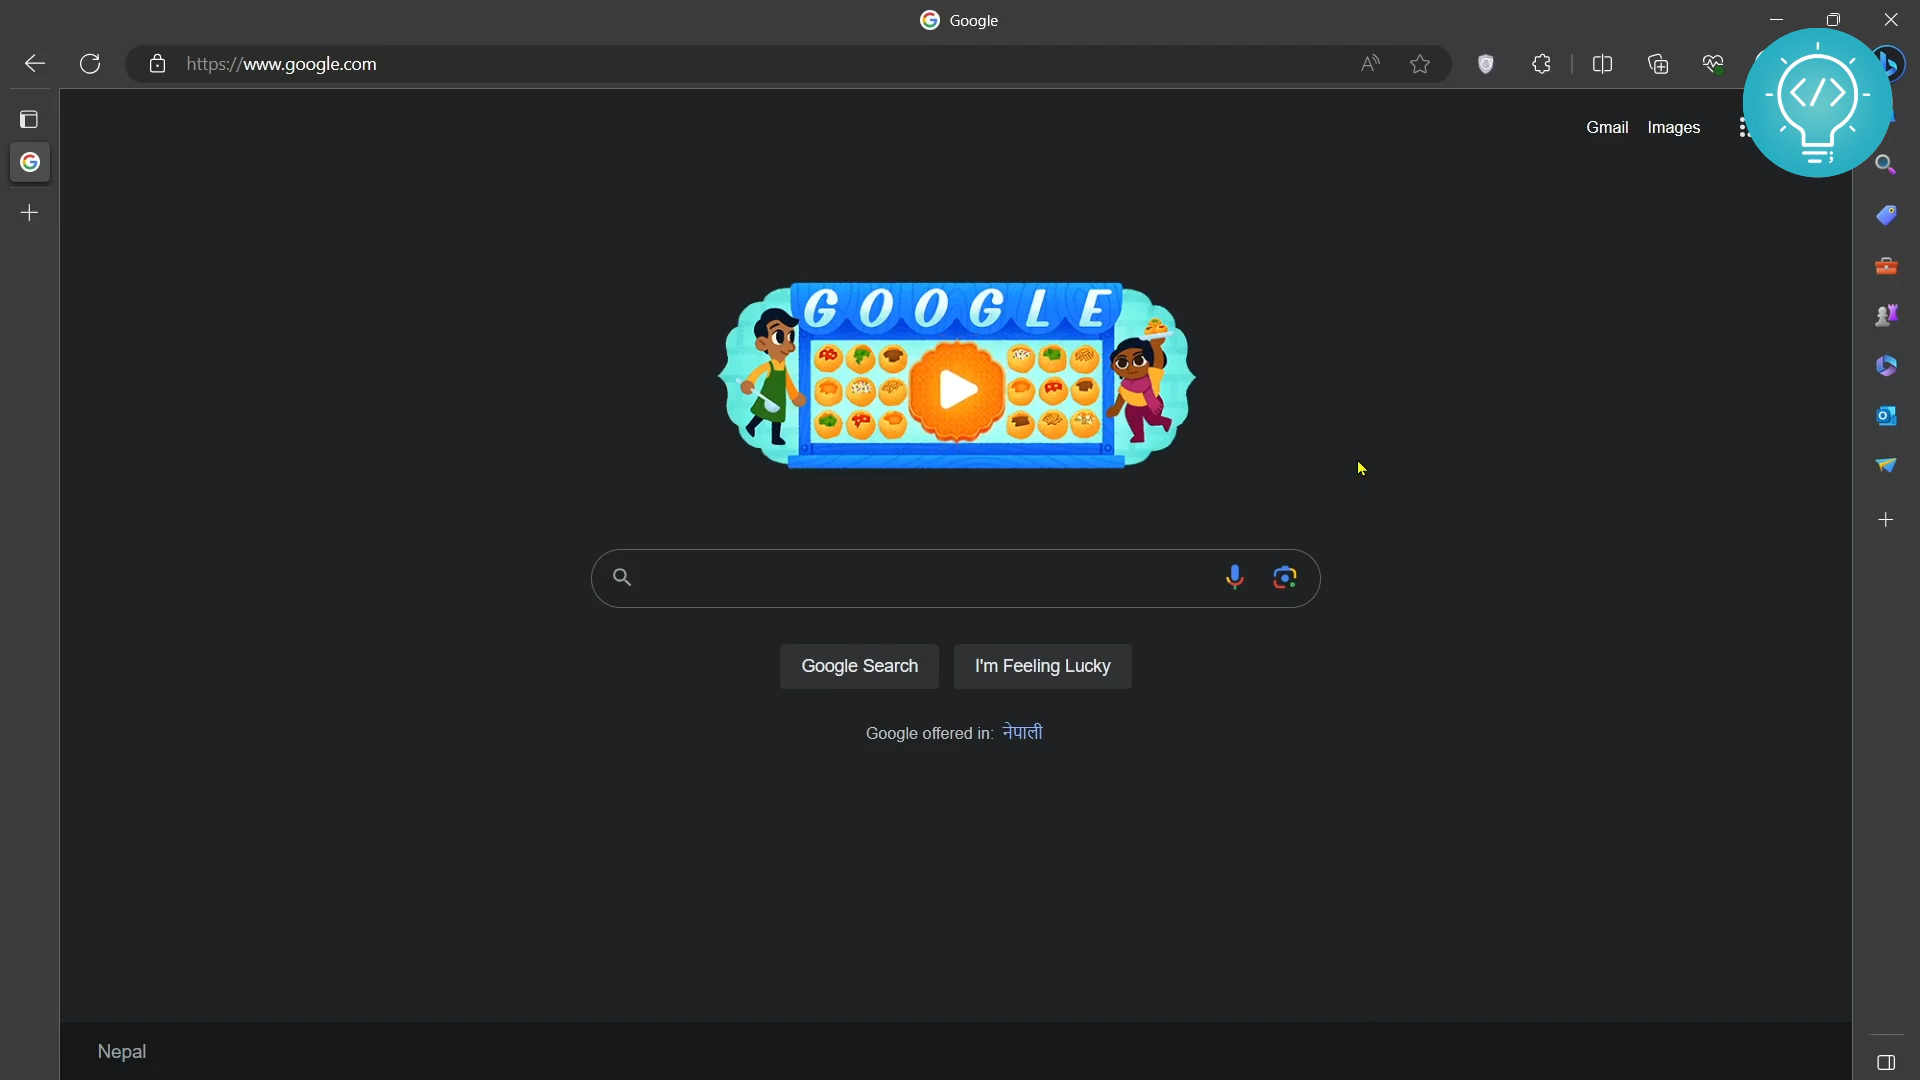 Google
https://www.google.com
Gmail Images
GOOGLE
Google Search I'm Feeling Lucky
Google offered in: नेपाली
Nepal